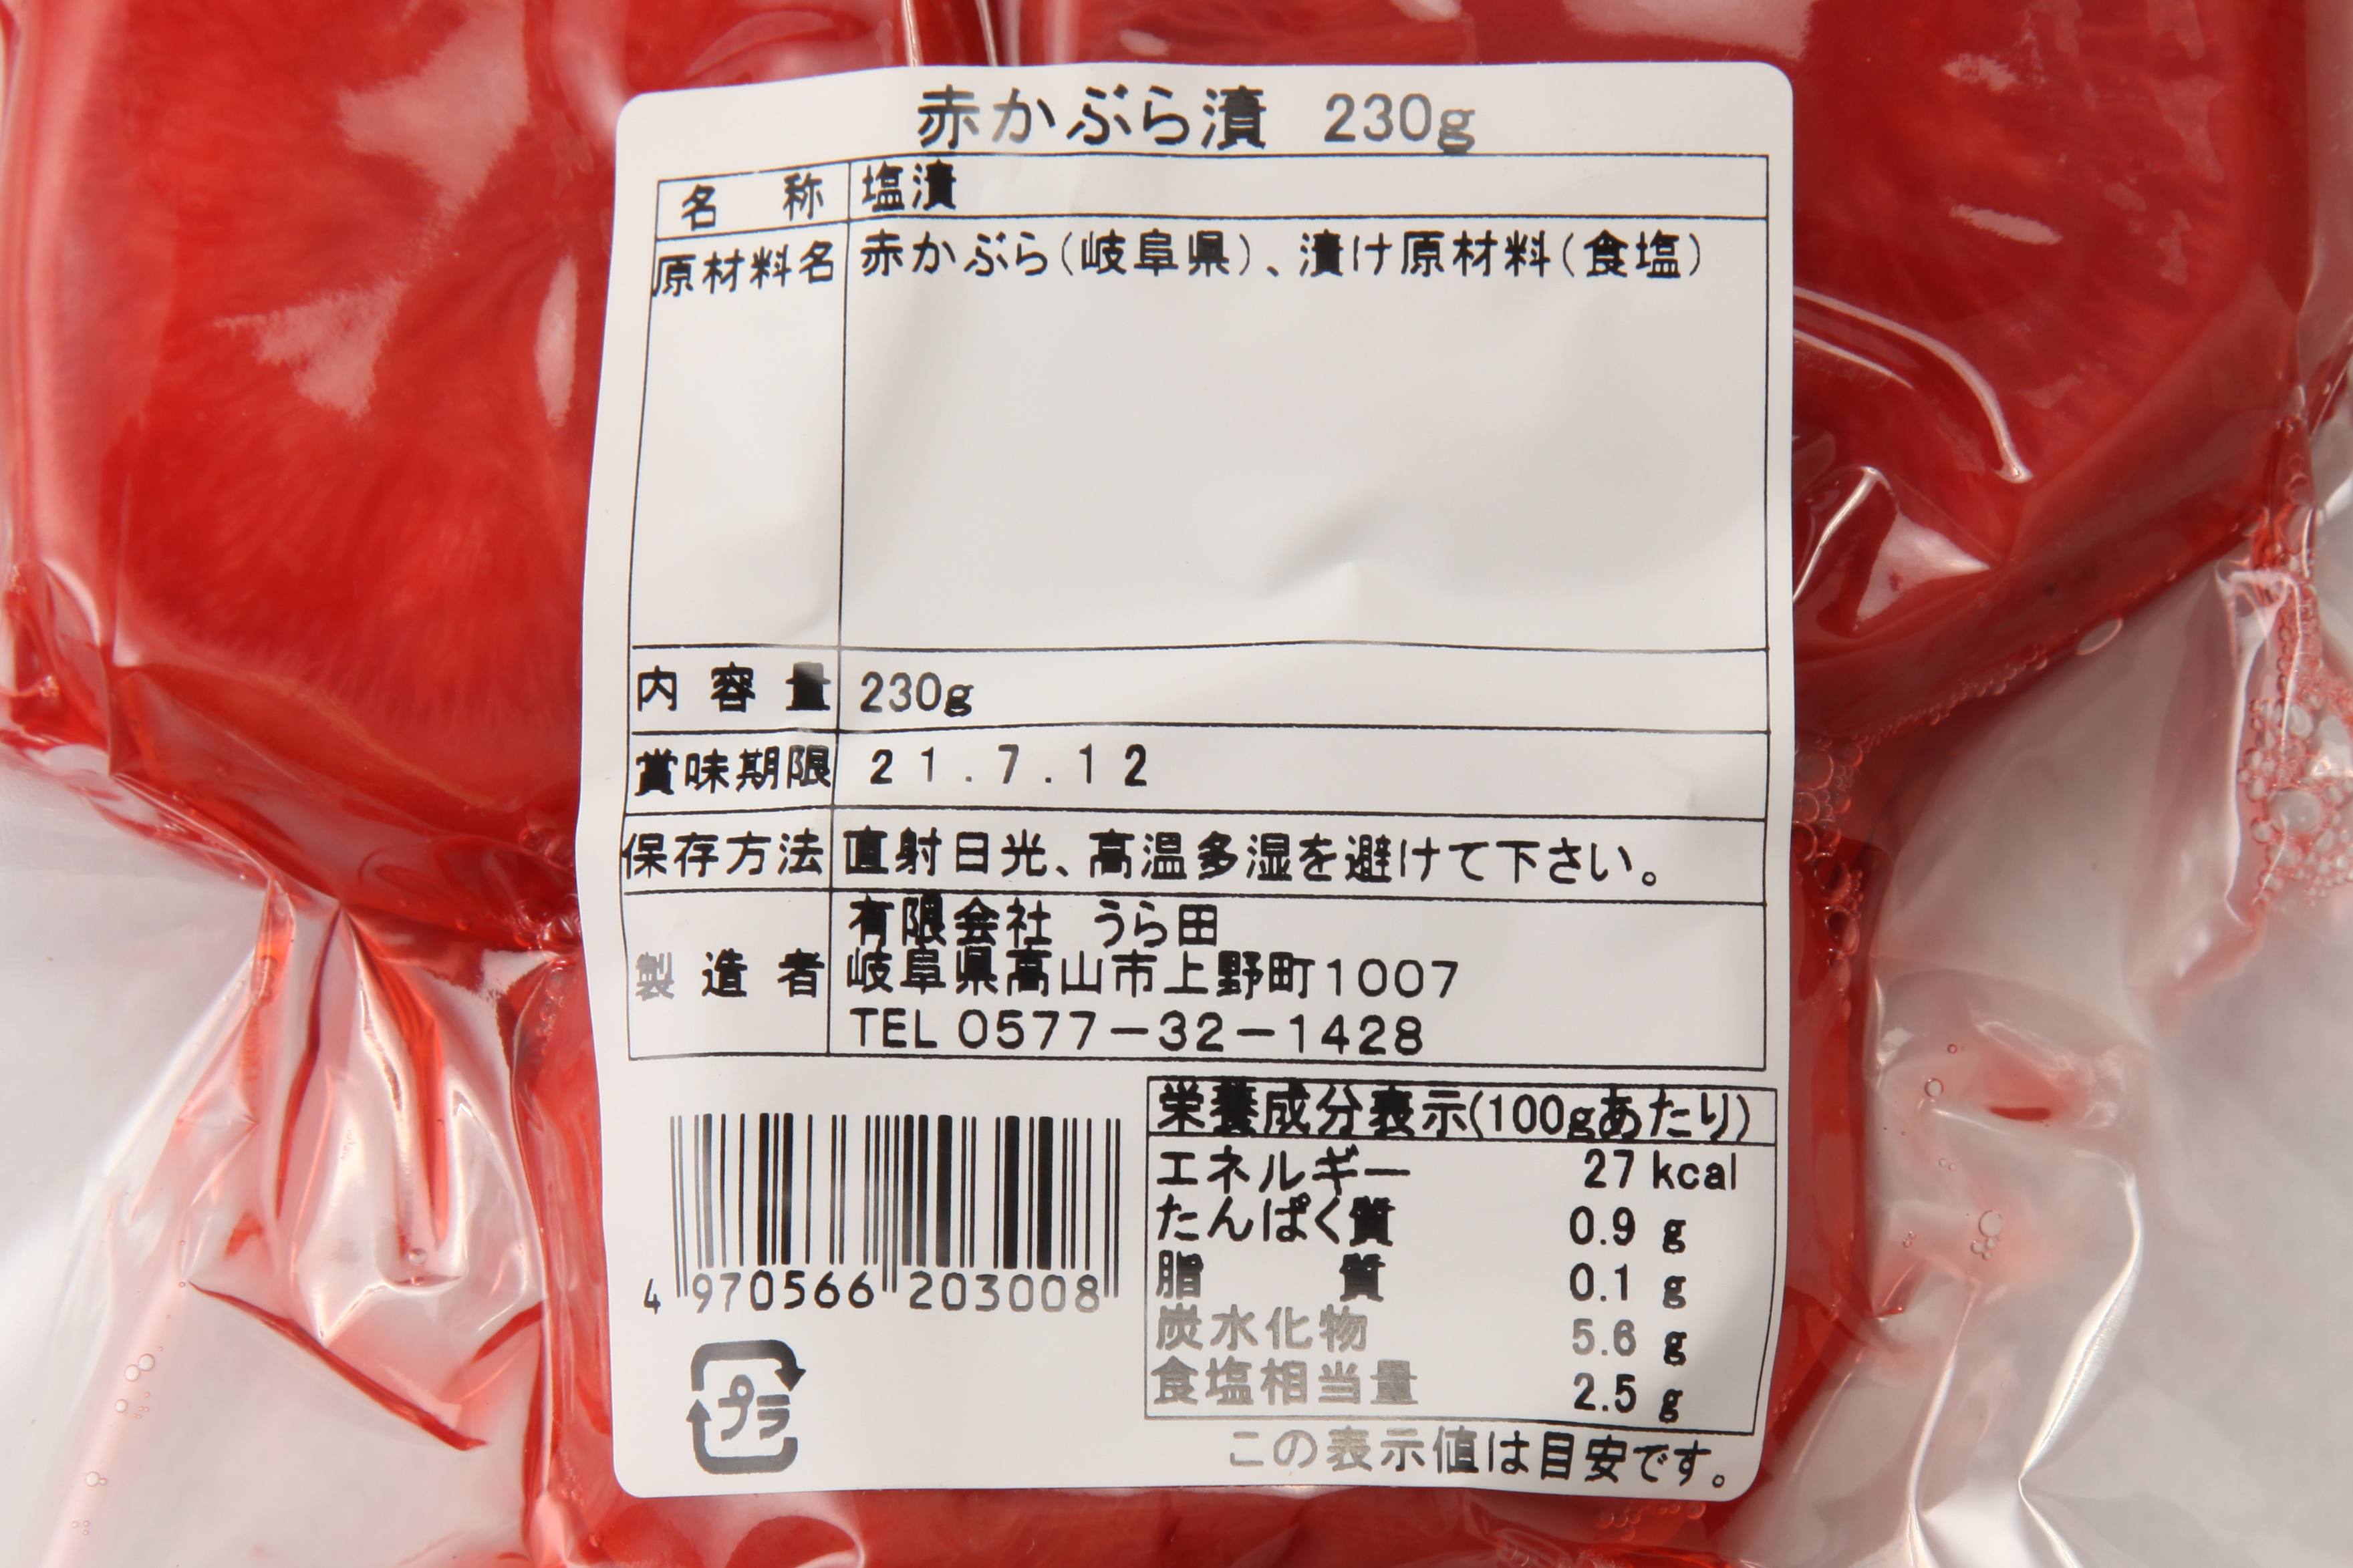 赤かぶら漬 230g
名 称 塩漬
原材料名 赤かぶら(岐阜県)、漬け原材料(食塩)
内容量 230g
賞味期限 21.7.12
保存方法 直射日光、高温多湿を避けて下さい。
製造者
有限会社 うら田
岐阜県高山市上野町1007
TEL 0577-32-1428
栄養成分表示(100gあたり)
エネルギー 27 kcal
たんぱく質 0.9 g
脂 質 0.1 g
炭水化物 5.6 g
食塩相当量 2.5 g
この表示値は目安です。
4 970566 203008
プラ